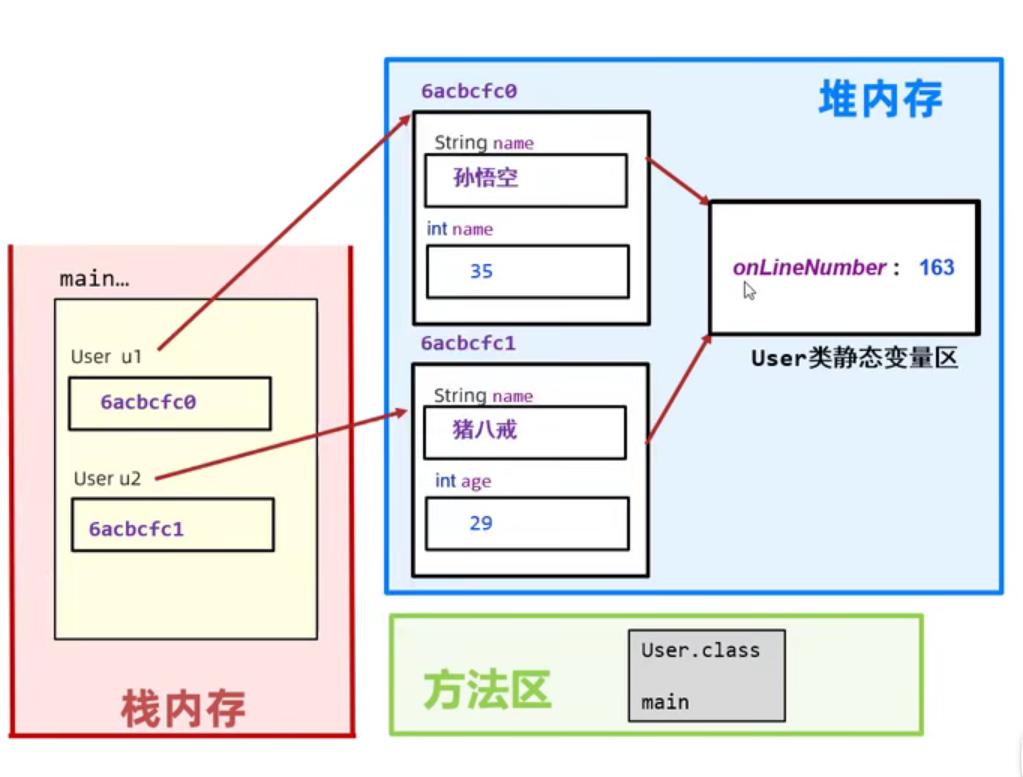 堆内存
6acbcfc0
String name
孙悟空
int name
35
onLineNumber： 163
User类静态变量区
6acbcfc1
String name
猪八戒
int age
29
main…
User u1
6acbcfc0
User u2
6acbcfc1
栈内存
方法区
User.class
main